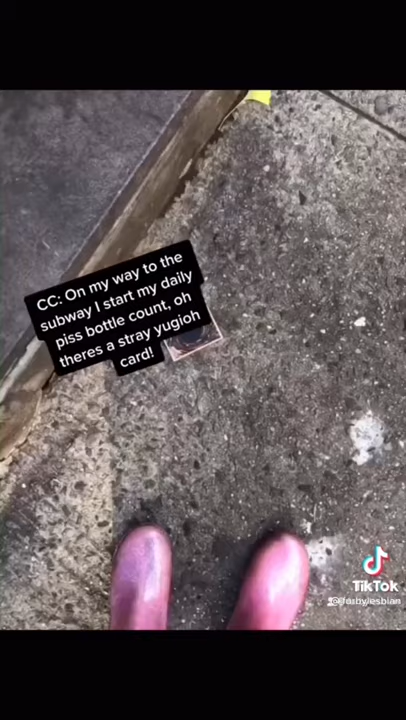 CC: On my way to the
subway I start my daily
piss bottle count, oh
theres a stray yugioh
card!
TikTok